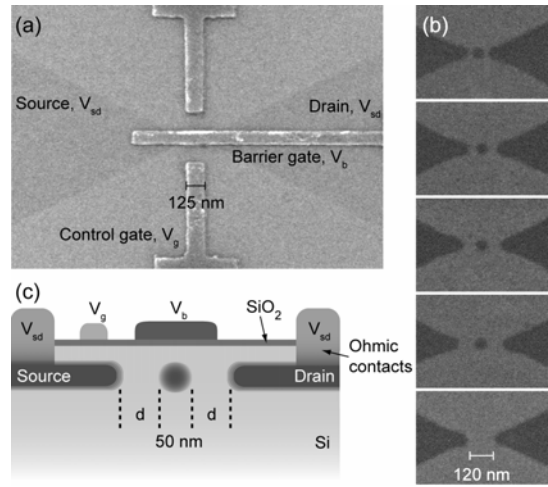 (a)
Source, Vsd
Drain, Vsd
Barrier gate, Vb
125 nm
Control gate, Vg
(b)
120 nm
(c)
Vg
Vb
SiO2
Vsd
Vsd
Ohmic
contacts
Source
Drain
d
d
50 nm
Si